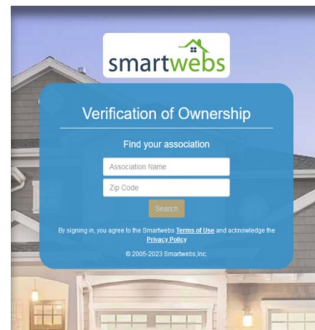 smartwebs
Verification of Ownership
Find your association
Association Name
Zip Code
Search
By signing in, you agree to the Smartwebs Terms of Use and acknowledge the
Privacy Policy
© 2005-2023 Smartwebs,Inc.